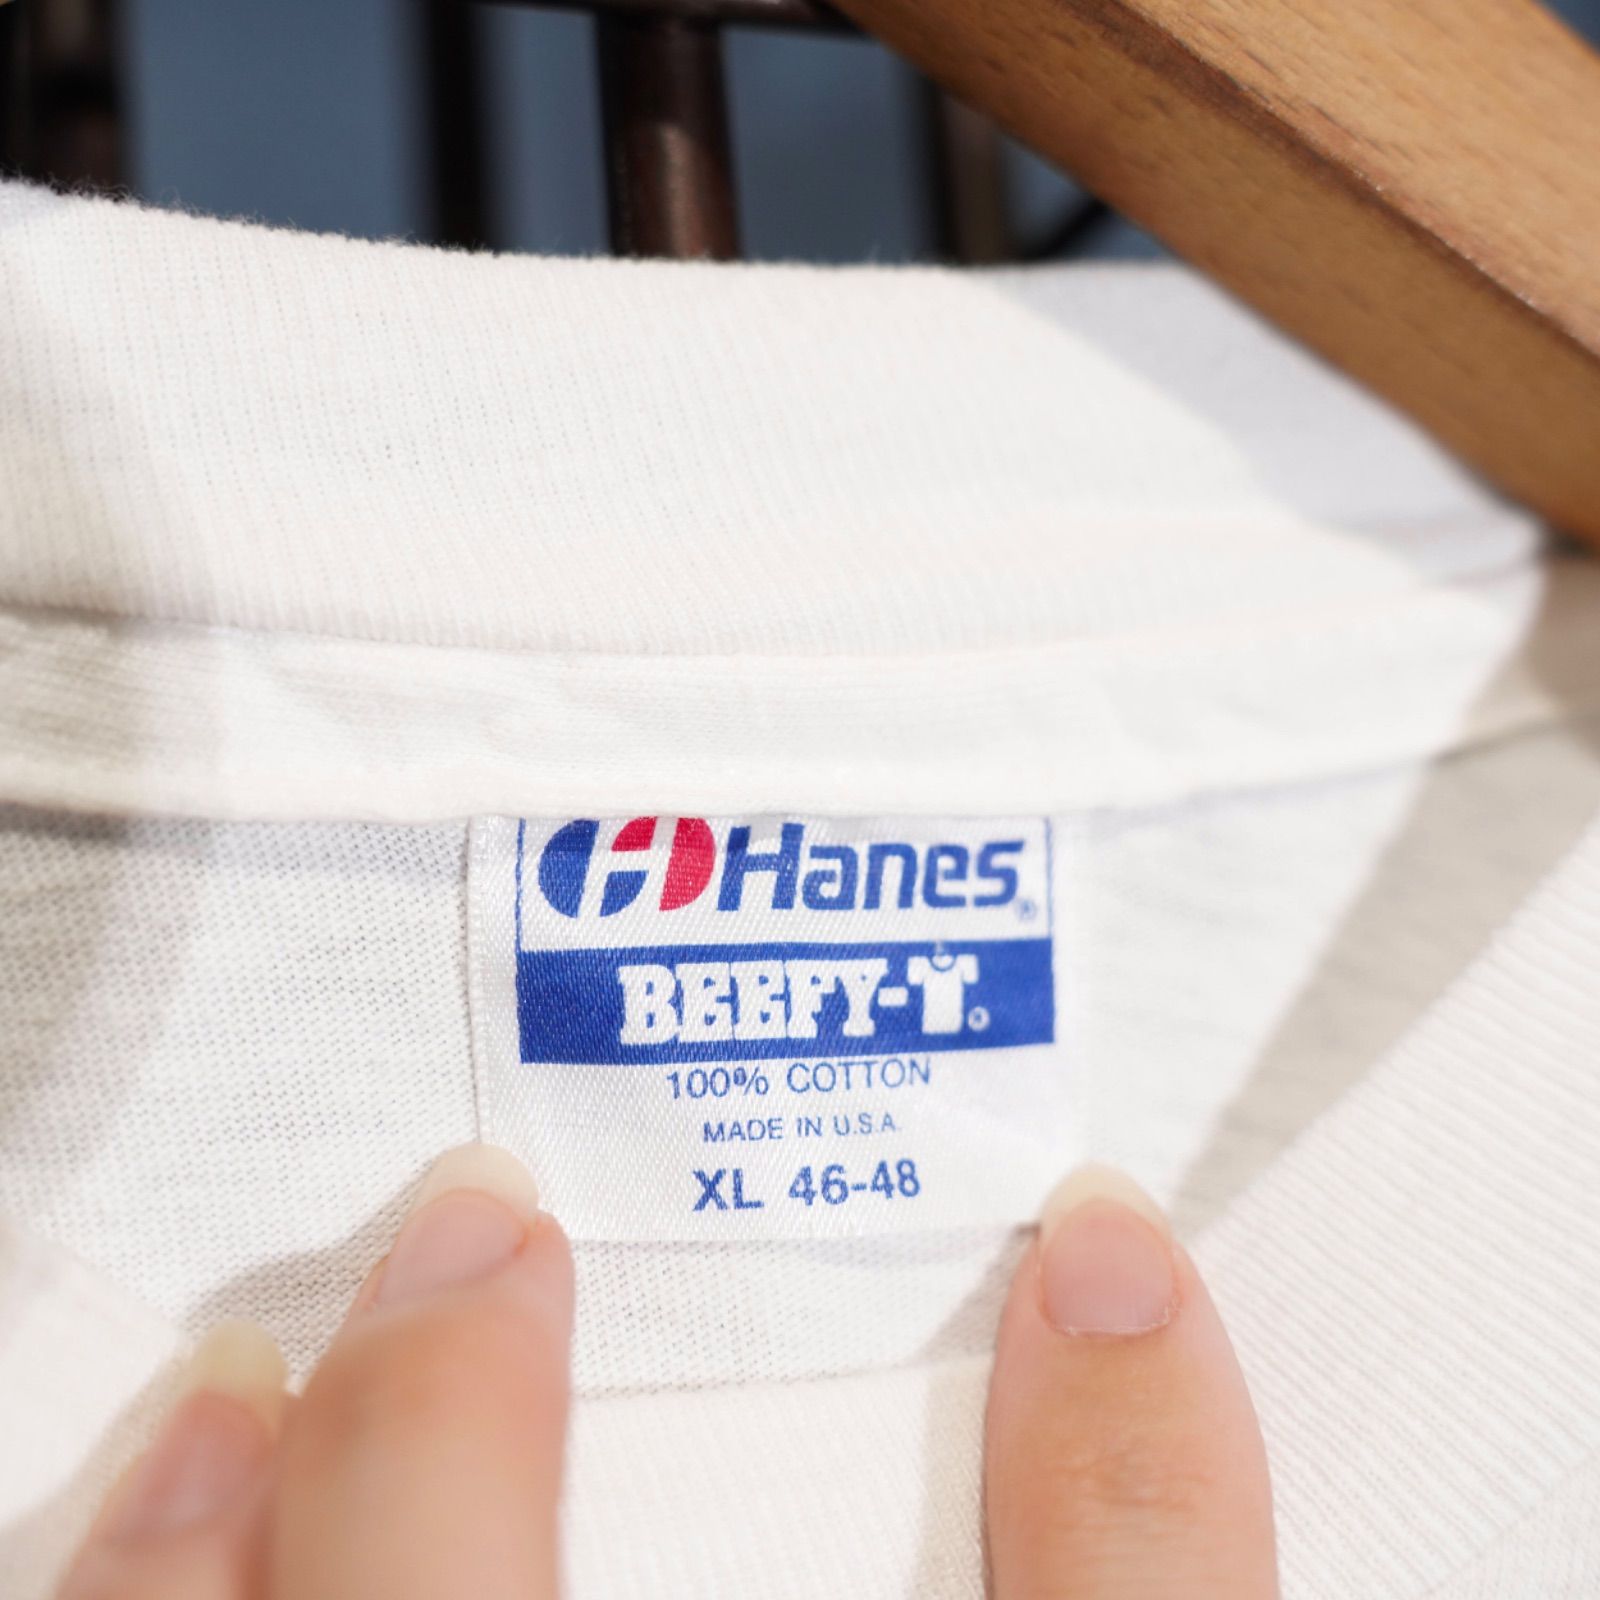 Hanes®
BEEFY-T®
100% COTTON
MADE IN U.S.A.
XL 46-48